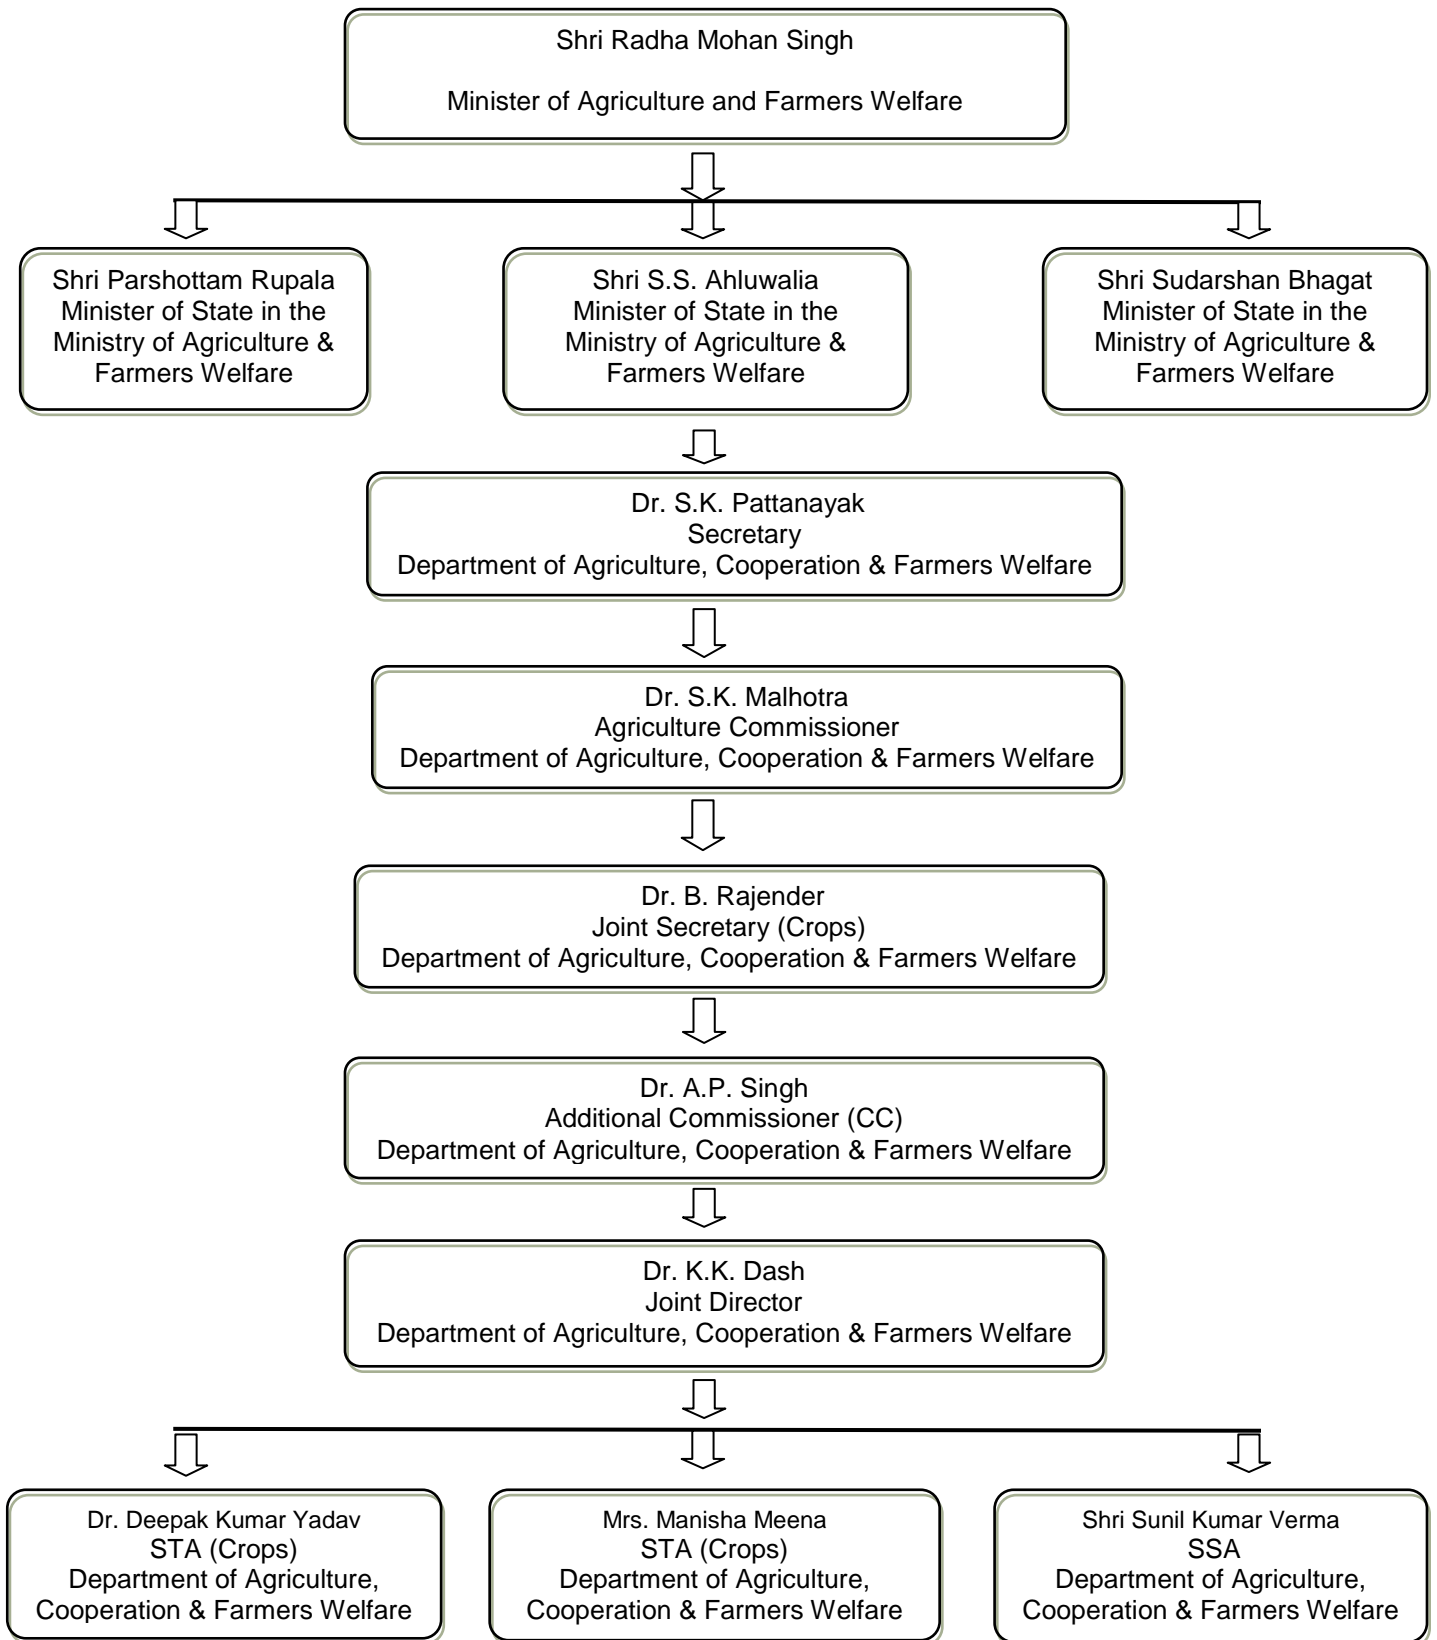 Shri Radha Mohan Singh
Minister of Agriculture and Farmers Welfare
Shri Parshottam Rupala
Minister of State in the
Ministry of Agriculture &
Farmers Welfare
Shri S.S. Ahluwalia
Minister of State in the
Ministry of Agriculture &
Farmers Welfare
Shri Sudarshan Bhagat
Minister of State in the
Ministry of Agriculture &
Farmers Welfare
Dr. S.K. Pattanayak
Secretary
Department of Agriculture, Cooperation & Farmers Welfare
Dr. S.K. Malhotra
Agriculture Commissioner
Department of Agriculture, Cooperation & Farmers Welfare
Dr. B. Rajender
Joint Secretary (Crops)
Department of Agriculture, Cooperation & Farmers Welfare
Dr. A.P. Singh
Additional Commissioner (CC)
Department of Agriculture, Cooperation & Farmers Welfare
Dr. K.K. Dash
Joint Director
Department of Agriculture, Cooperation & Farmers Welfare
Dr. Deepak Kumar Yadav
STA (Crops)
Department of Agriculture,
Cooperation & Farmers Welfare
Mrs. Manisha Meena
STA (Crops)
Department of Agriculture,
Cooperation & Farmers Welfare
Shri Sunil Kumar Verma
SSA
Department of Agriculture,
Cooperation & Farmers Welfare